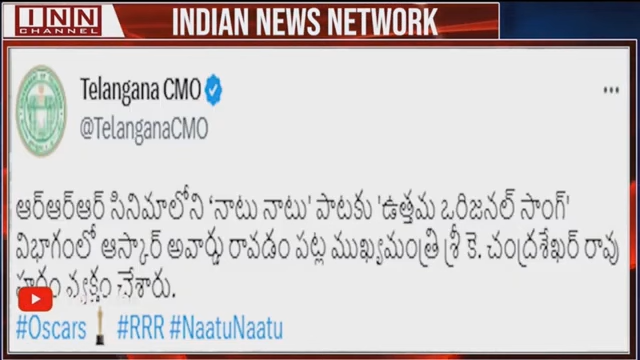 INN
CHANNEL
INDIAN NEWS NETWORK
Telangana CMO
@TelanganaCMO
ఆర్ఆర్ఆర్ సినిమాలోని ‘నాటు నాటు' పాటకు 'ఉత్తమ ఒరిజనల్ సాంగ్'
విభాగంలో ఆస్కార్ అవార్డు రావడం పట్ల ముఖ్యమంత్రి శ్రీ కె. చంద్రశేఖర్ రావు
వ్యక్తం చేశారు.
#Oscars #RRR #NaatuNaatu